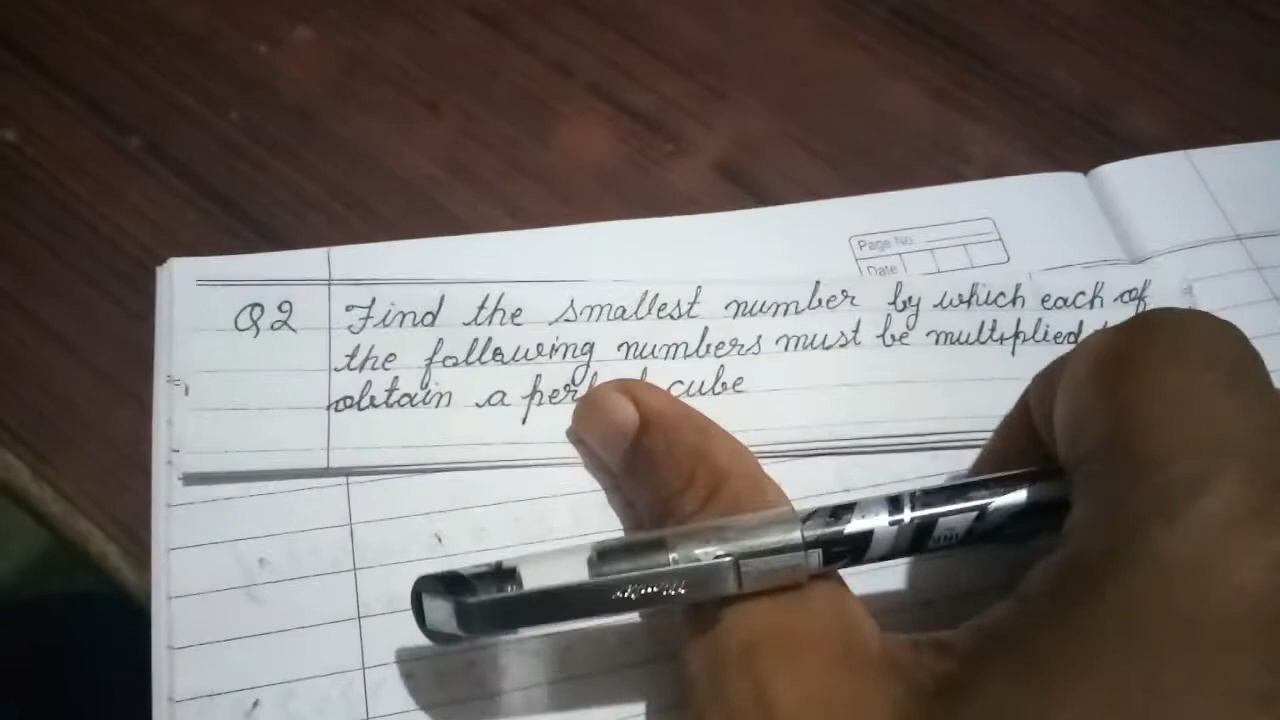 Page No.
Date
Q2 Find the smallest number by which each of
the following numbers must be multiplied
obtain a cube